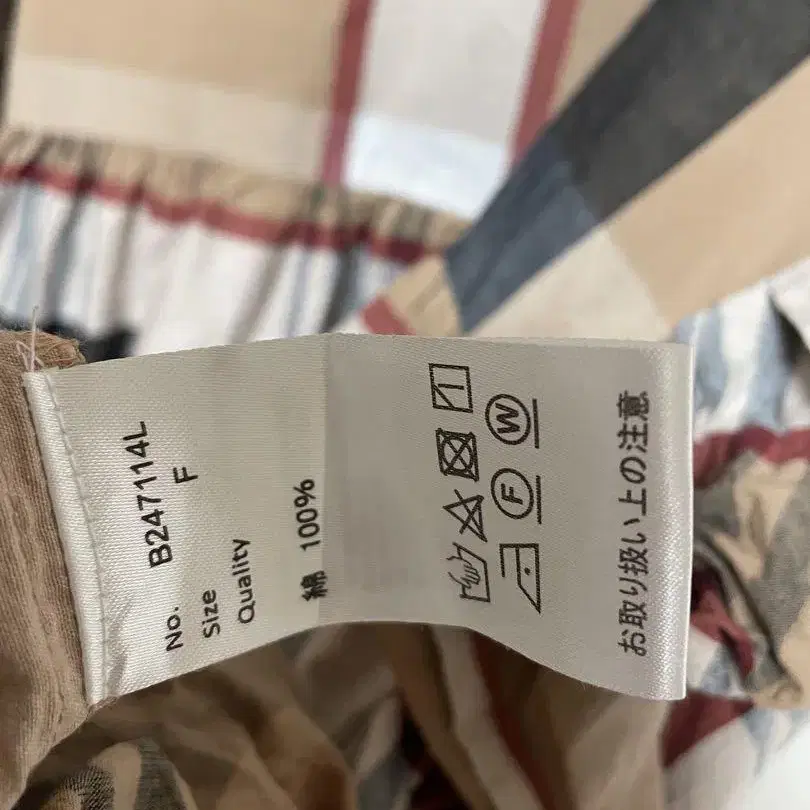 No. B247114L
Size F
Quality
綿 100%
F W
お取り扱い上の注意